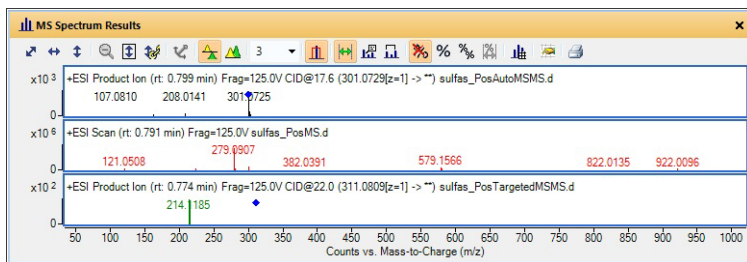 MS Spectrum Results
3
x10 3 +ESI Product Ion (rt: 0.799 min) Frag=125.0V CID@17.6 (301.0729[z=1] -> **) sulfas_PosAutoMSMS.d
107.0810 208.0141 301.0725
0
x10 6 +ESI Scan (rt: 0.791 min) Frag=125.0V sulfas_PosMS.d
279.0907
121.0508 382.0391 579.1566 822.0135 922.0096
0
x10 2 +ESI Product Ion (rt: 0.774 min) Frag=125.0V CID@22.0 (311.0809[z=1] -> **) sulfas_PosTargetedMSMS.d
214.1185
0
50 100 150 200 250 300 350 400 450 500 550 600 650 700 750 800 850 900 950 1000
Counts vs. Mass-to-Charge (m/z)